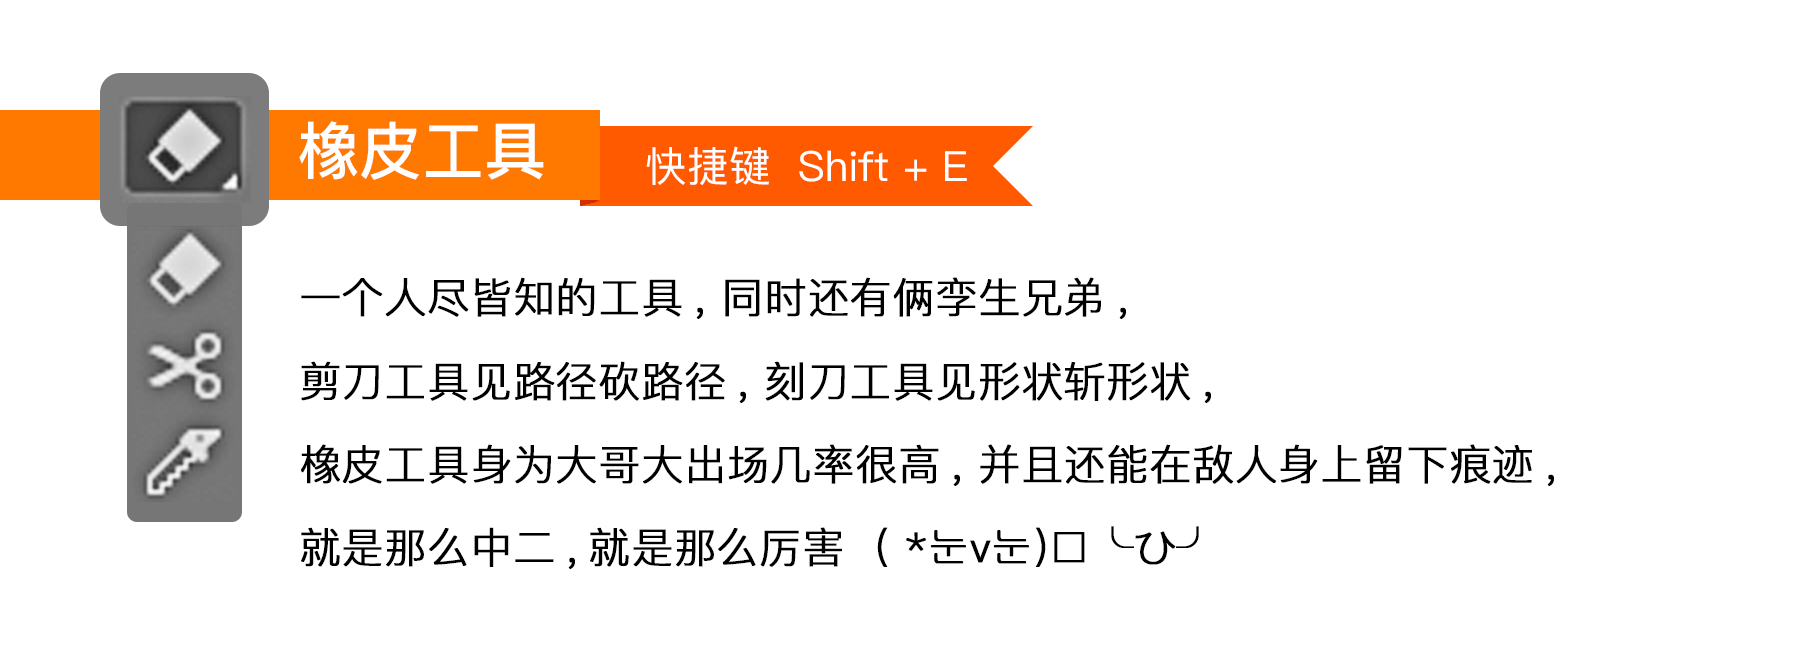 橡皮工具
快捷键 Shift + E
一个人尽皆知的工具，同时还有俩孪生兄弟，
剪刀工具见路径砍路径，刻刀工具见形状斩形状，
橡皮工具身为大哥大出场几率很高，并且还能在敌人身上留下痕迹，
就是那么中二，就是那么厉害 （ *눈v눈)口╰ひ╯